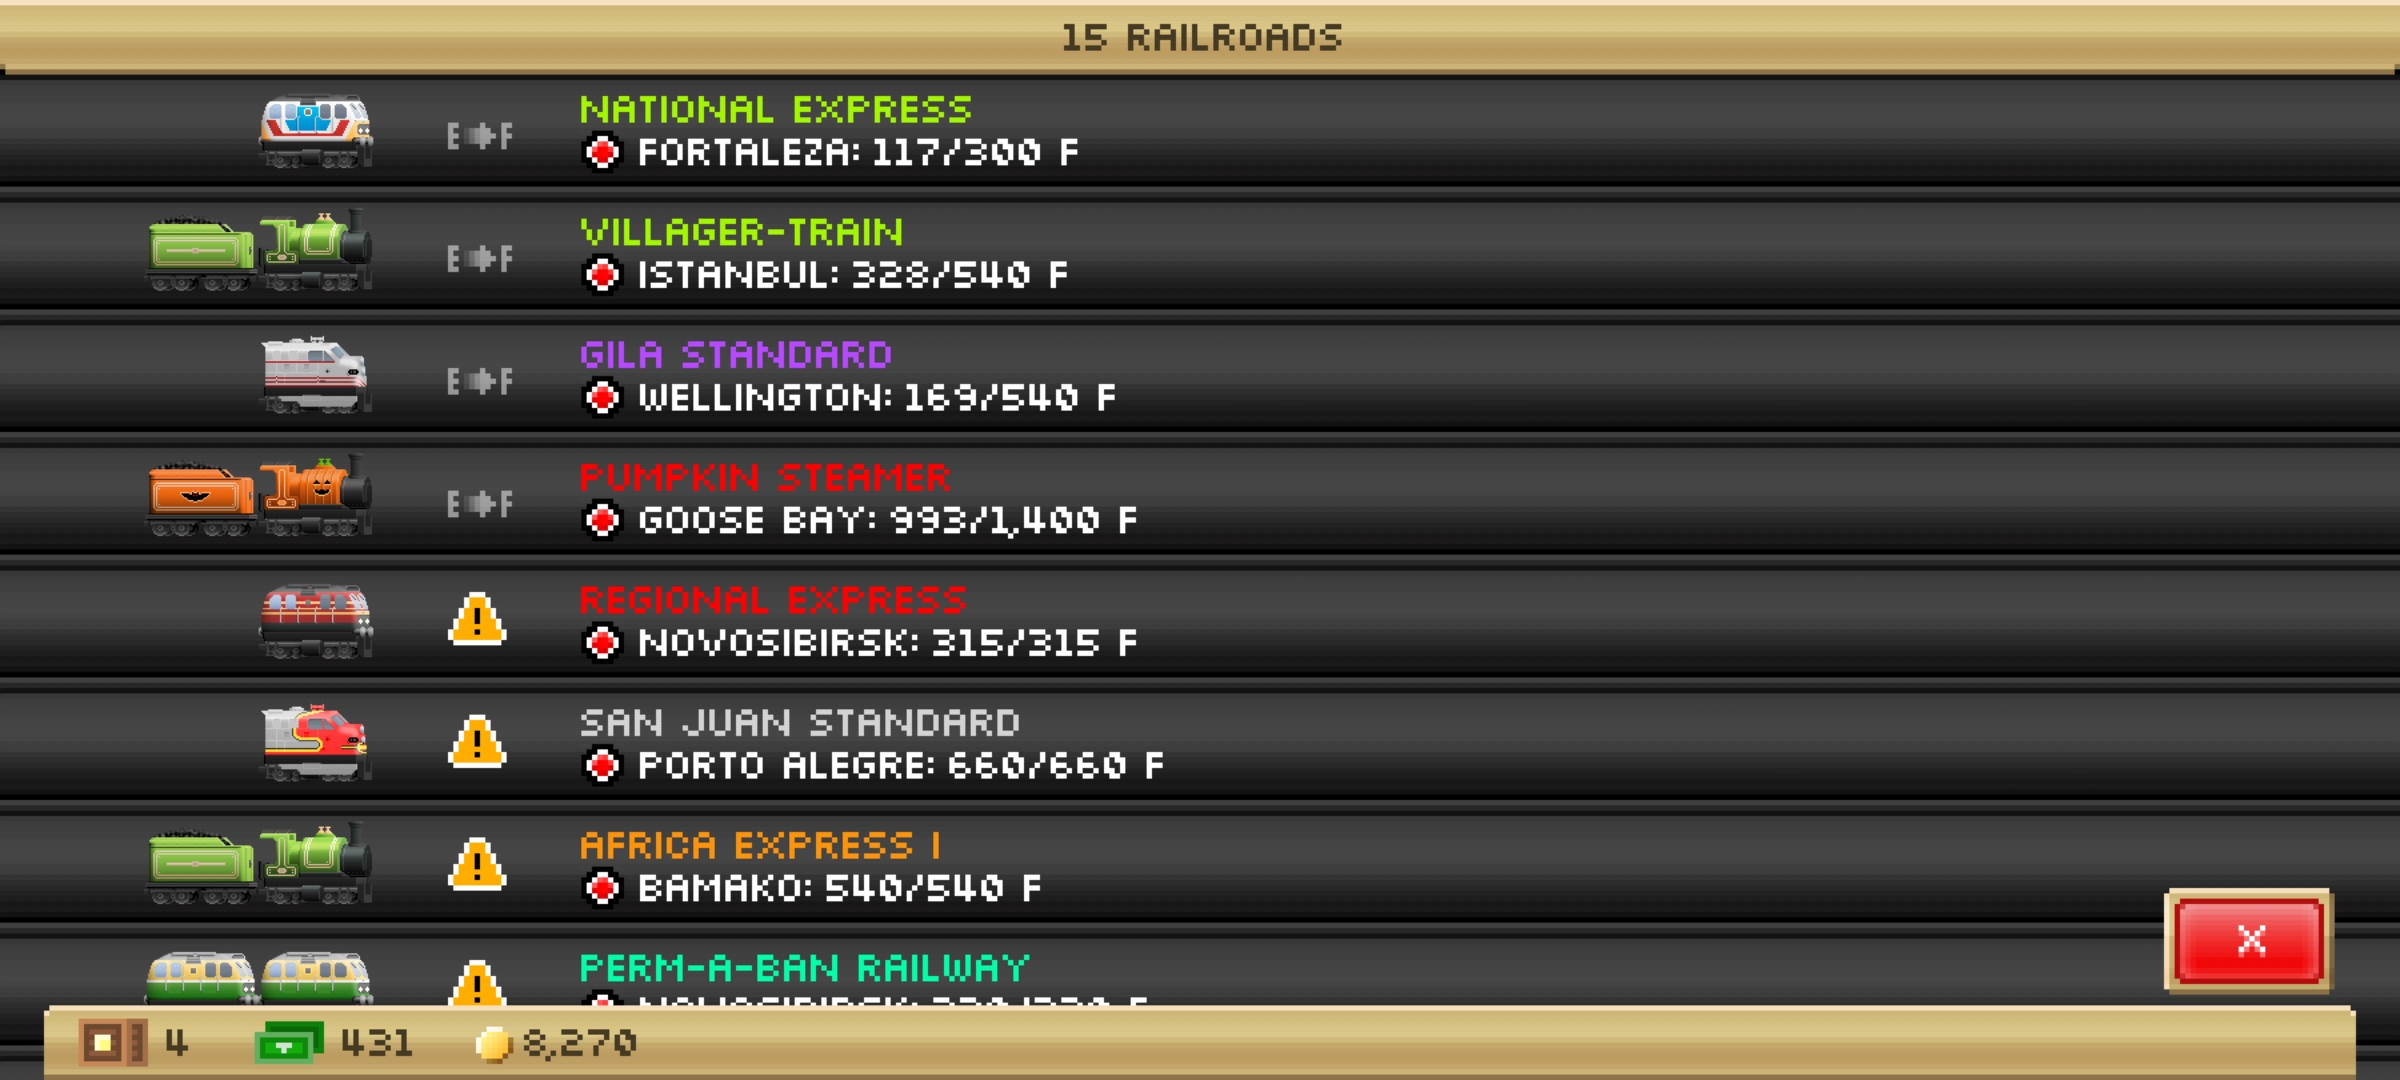 15 RAILROADS
E F
NATIONAL EXPRESS
FORTALEZA: 117/300 F
E F
VILLAGER-TRAIN
ISTANBUL: 328/540 F
E F
GILA STANDARD
WELLINGTON: 169/540 F
E F
PUMPKIN STEAMER
GOOSE BAY: 993/1,400 F
!
REGIONAL EXPRESS
NOVOSIBIRSK: 315/315 F
!
SAN JUAN STANDARD
PORTO ALEGRE: 660/660 F
!
AFRICA EXPRESS I
BAMAKO: 540/540 F
!
PERM-A-BAN RAILWAY
X
4 431 8,270